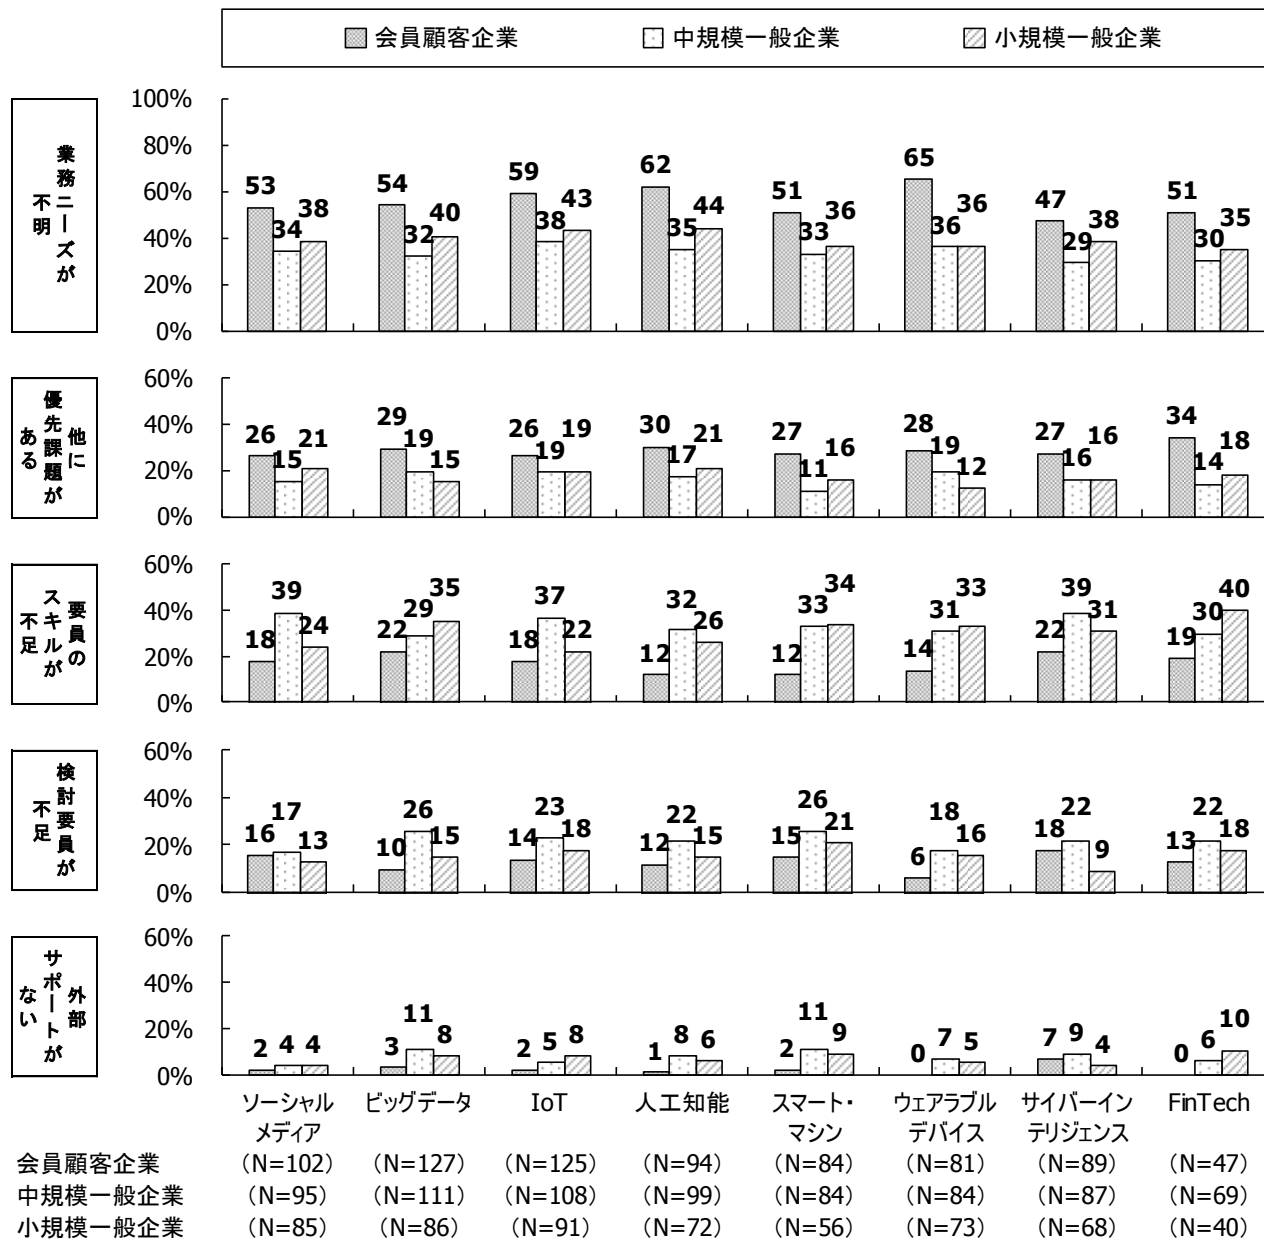 会員顧客企業 中規模一般企業 小規模一般企業
業務ニーズが
不明
100%
80%
60%
40%
20%
0%
53 34 38 54 32 40 59 38 43 62 35 44 51 33 36 65 36 36 47 29 38 51 30 35
他に
優先課題が
ある
60%
40%
20%
0%
26 15 21 29 19 15 26 19 19 30 17 21 27 11 16 28 19 12 27 16 16 34 14 18
要員の
スキルが
不足
60%
40%
20%
0%
18 39 24 22 29 35 18 37 22 12 32 26 12 33 34 14 31 33 22 39 31 19 30 40
検討要員が
不足
60%
40%
20%
0%
16 17 13 10 26 15 14 23 18 12 22 15 15 26 21 6 18 16 18 22 9 13 22 18
外部
サポートが
ない
60%
40%
20%
0%
2 4 4 3 11 8 2 5 8 1 8 6 2 11 9 0 7 5 7 9 4 0 6 10
ソーシャル ビッグデータ IoT 人工知能 スマート・ ウェアラブル サイバーイン FinTech
メディア マシン デバイス テリジェンス
会員顧客企業 (N=102) (N=127) (N=125) (N=94) (N=84) (N=81) (N=89) (N=47)
中規模一般企業 (N=95) (N=111) (N=108) (N=99) (N=84) (N=84) (N=87) (N=69)
小規模一般企業 (N=85) (N=86) (N=91) (N=72) (N=56) (N=73) (N=68) (N=40)